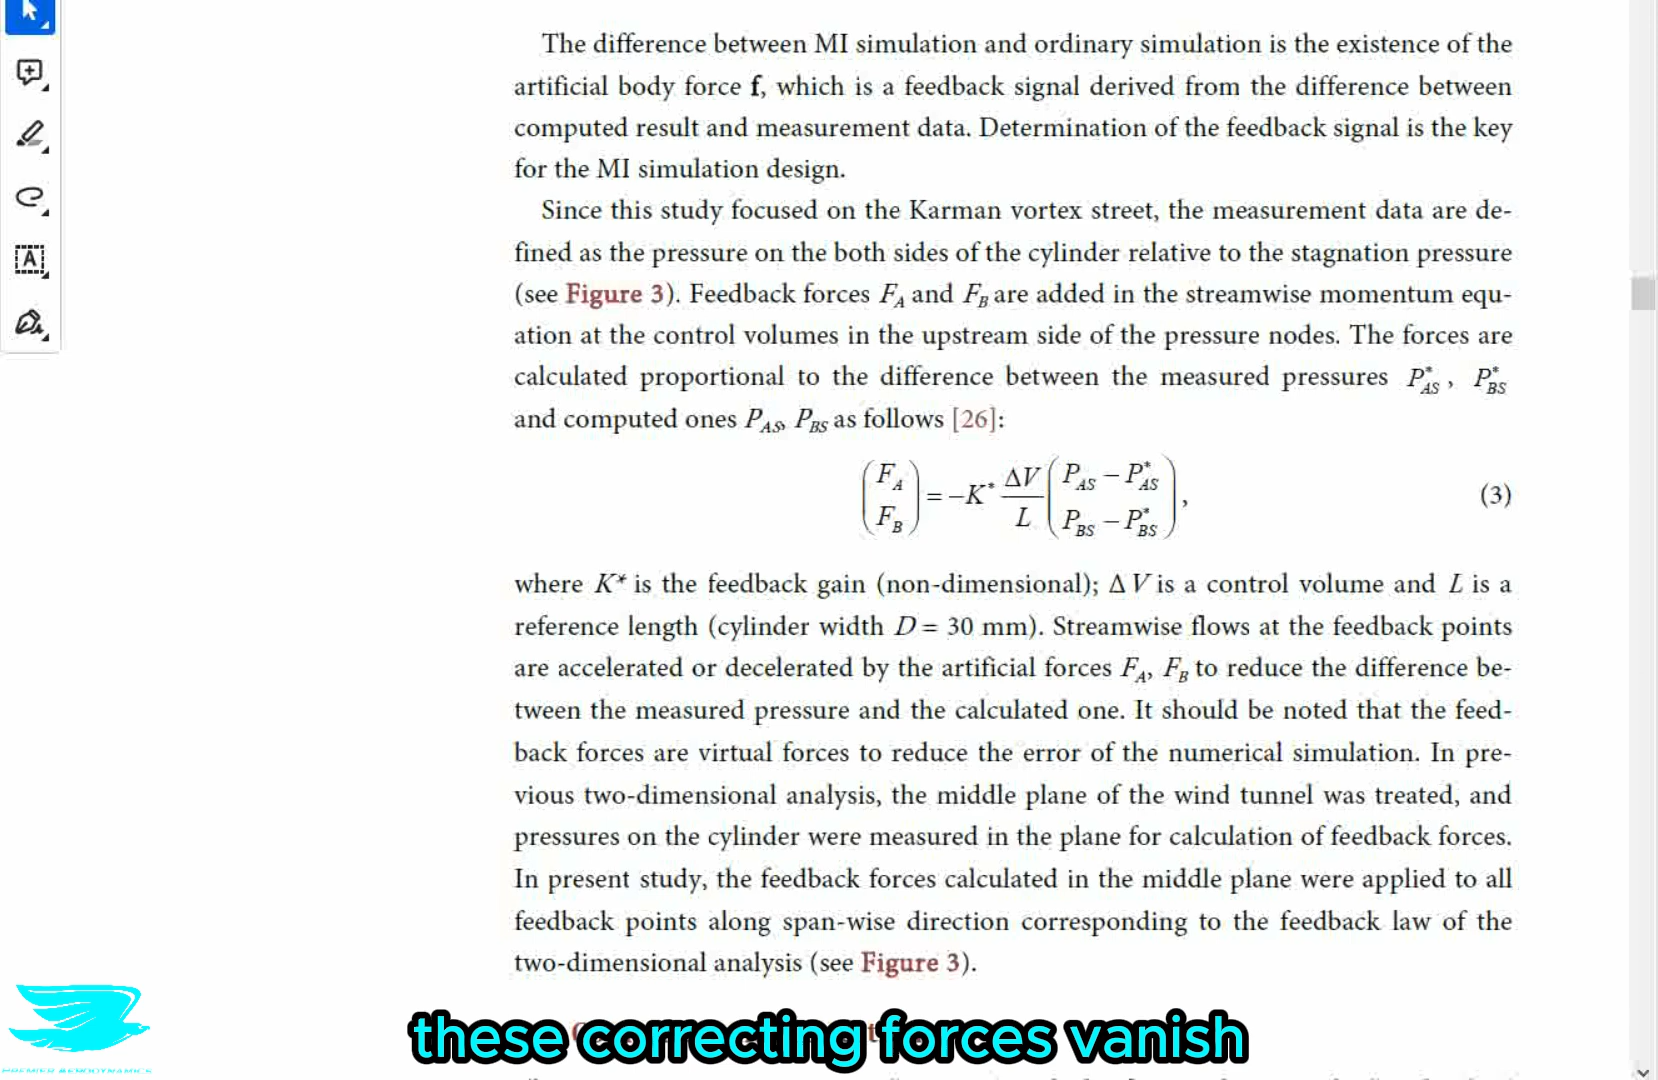 The difference between MI simulation and ordinary simulation is the existence of the
artificial body force f, which is a feedback signal derived from the difference between
computed result and measurement data. Determination of the feedback signal is the key
for the MI simulation design.
Since this study focused on the Karman vortex street, the measurement data are de-
fined as the pressure on the both sides of the cylinder relative to the stagnation pressure
(see Figure 3). Feedback forces F_A and F_B are added in the streamwise momentum equ-
ation at the control volumes in the upstream side of the pressure nodes. The forces are
calculated proportional to the difference between the measured pressures P*_AS, P*_BS
and computed ones P_AS, P_BS as follows [26]:
(F_A F_B) = −K* ΔV/L (P_AS − P*_AS P_BS − P*_BS), (3)
where K* is the feedback gain (non-dimensional); ΔV is a control volume and L is a
reference length (cylinder width D = 30 mm). Streamwise flows at the feedback points
are accelerated or decelerated by the artificial forces F_A, F_B to reduce the difference be-
tween the measured pressure and the calculated one. It should be noted that the feed-
back forces are virtual forces to reduce the error of the numerical simulation. In pre-
vious two-dimensional analysis, the middle plane of the wind tunnel was treated, and
pressures on the cylinder were measured in the plane for calculation of feedback forces.
In present study, the feedback forces calculated in the middle plane were applied to all
feedback points along span-wise direction corresponding to the feedback law of the
two-dimensional analysis (see Figure 3).
these correcting forces vanish
PREMIER AERODYNAMICS